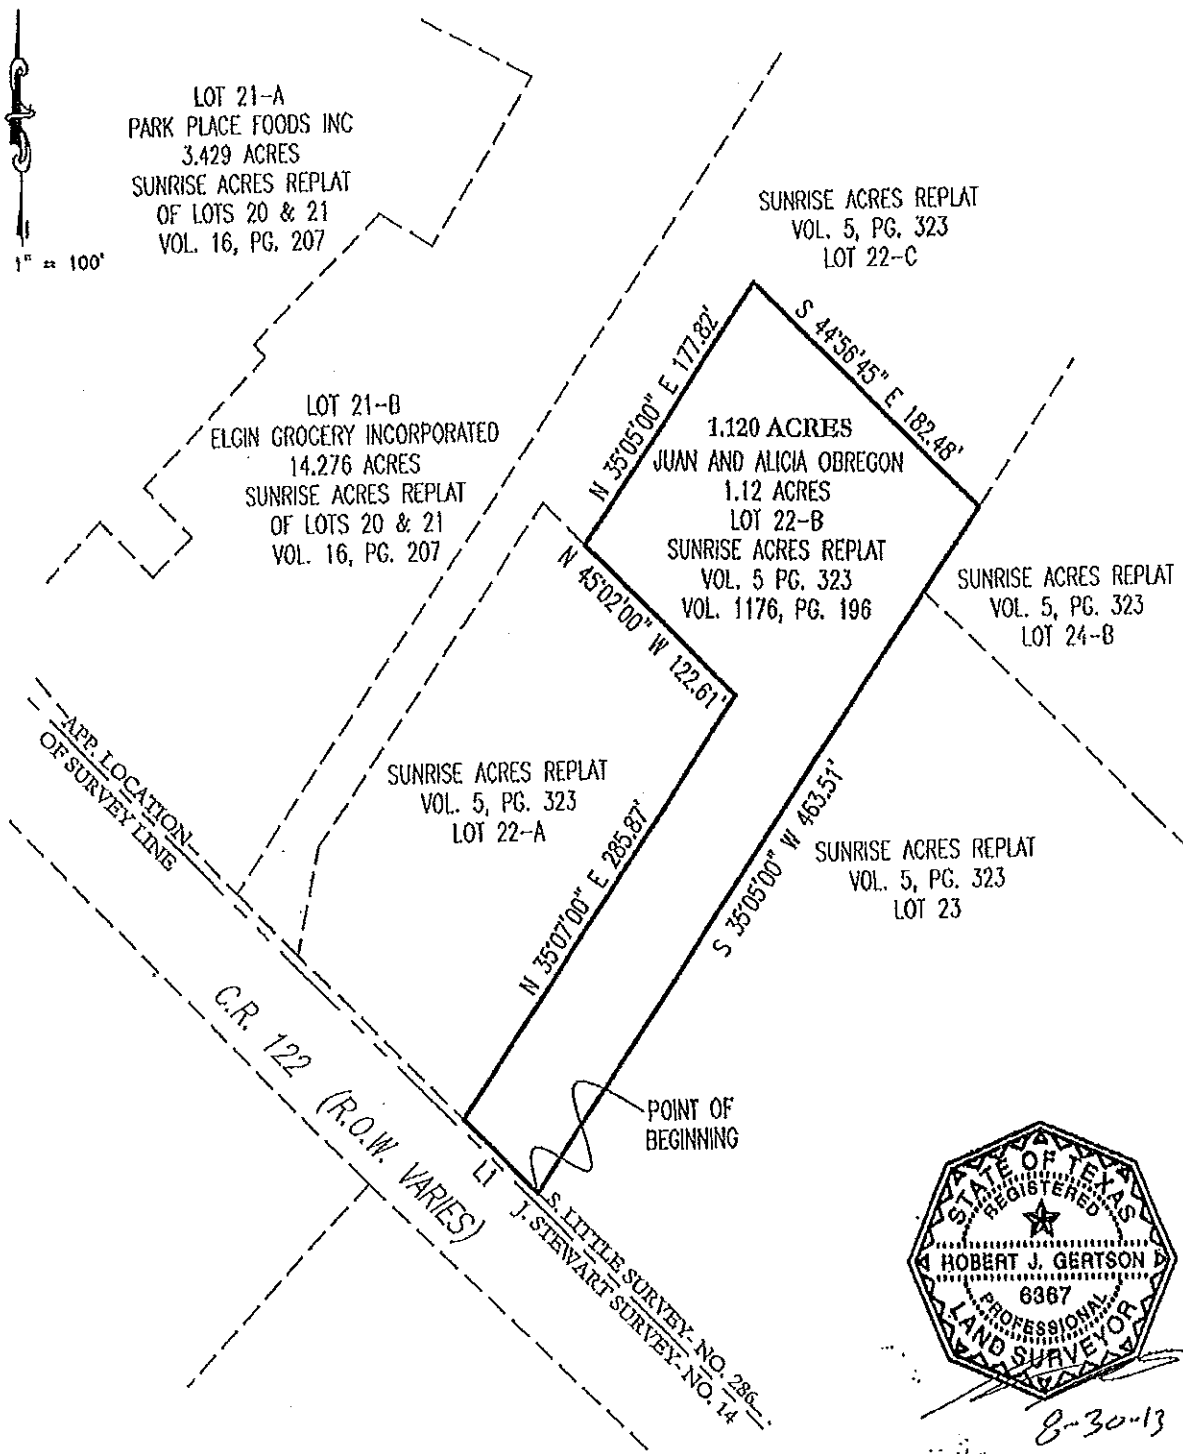 LOT 21-A
PARK PLACE FOODS INC
3.429 ACRES
SUNRISE ACRES REPLAT
OF LOTS 20 & 21
VOL. 16, PG. 207
1" = 100'
SUNRISE ACRES REPLAT
VOL. 5, PG. 323
LOT 22-C
N 35°05'00" E 177.82'
S 44°56'45" E 182.48'
LOT 21-B
ELGIN GROCERY INCORPORATED
14.276 ACRES
SUNRISE ACRES REPLAT
OF LOTS 20 & 21
VOL. 16, PG. 207
1.120 ACRES
JUAN AND ALICIA OBREGON
1.12 ACRES
LOT 22-B
SUNRISE ACRES REPLAT
VOL. 5 PG. 323
VOL. 1176, PG. 196
N 45°02'00" W 122.61'
SUNRISE ACRES REPLAT
VOL. 5, PG. 323
LOT 24-B
APP. LOCATION
OF SURVEY LINE
SUNRISE ACRES REPLAT
VOL. 5, PG. 323
LOT 22-A
N 35°07'00" E 285.87'
S 35°05'00" W 463.51'
SUNRISE ACRES REPLAT
VOL. 5, PG. 323
LOT 23
C.R. 122 (R.O.W. VARIES)
POINT OF
BEGINNING
L1
S. LITTLE SURVEY- NO. 286
J. STEWART SURVEY- NO. 14
STATE OF TEXAS
REGISTERED
ROBERT J. GERTSON
6367
PROFESSIONAL
LAND SURVEYOR
8-30-13